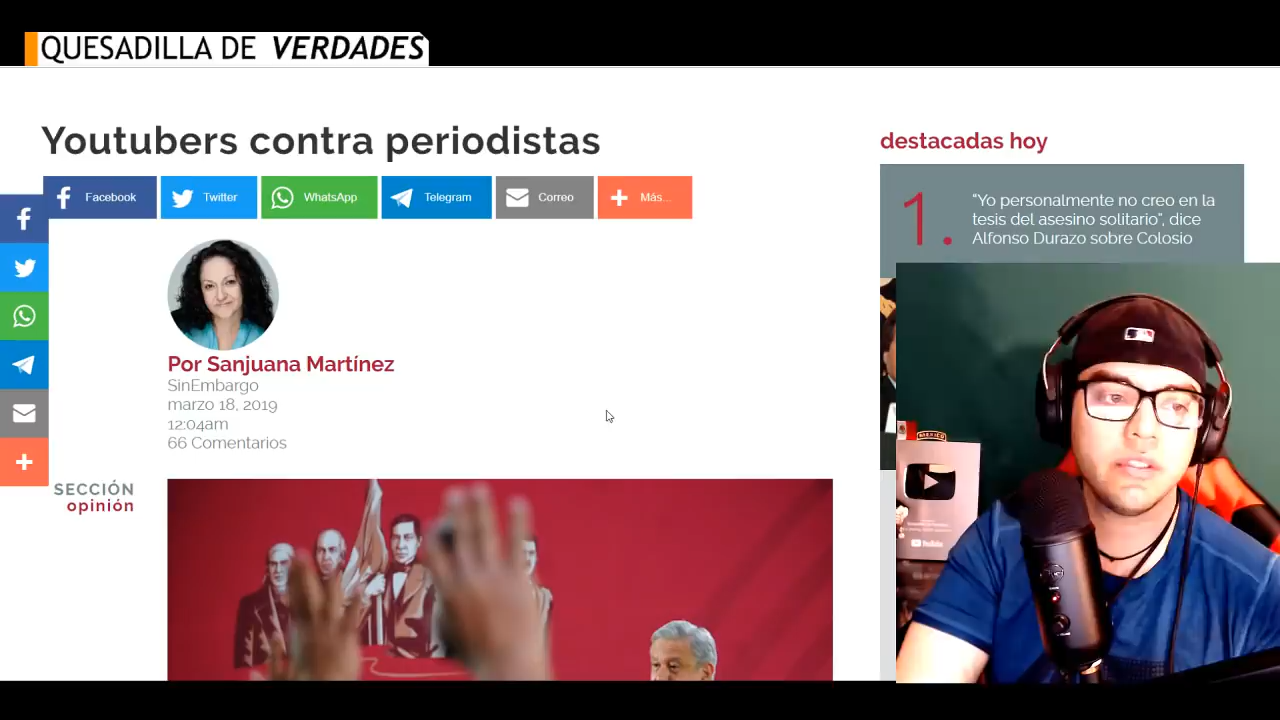 QUESADILLA DE VERDADES
Youtubers contra periodistas
Facebook
Twitter
WhatsApp
Telegram
Correo
Más...
Por Sanjuana Martínez
SinEmbargo
marzo 18, 2019
12:04am
66 Comentarios
SECCIÓN
opinión
destacadas hoy
1.
“Yo personalmente no creo en la
tesis del asesino solitario”, dice
Alfonso Durazo sobre Colosio
MEXICO
YouTube